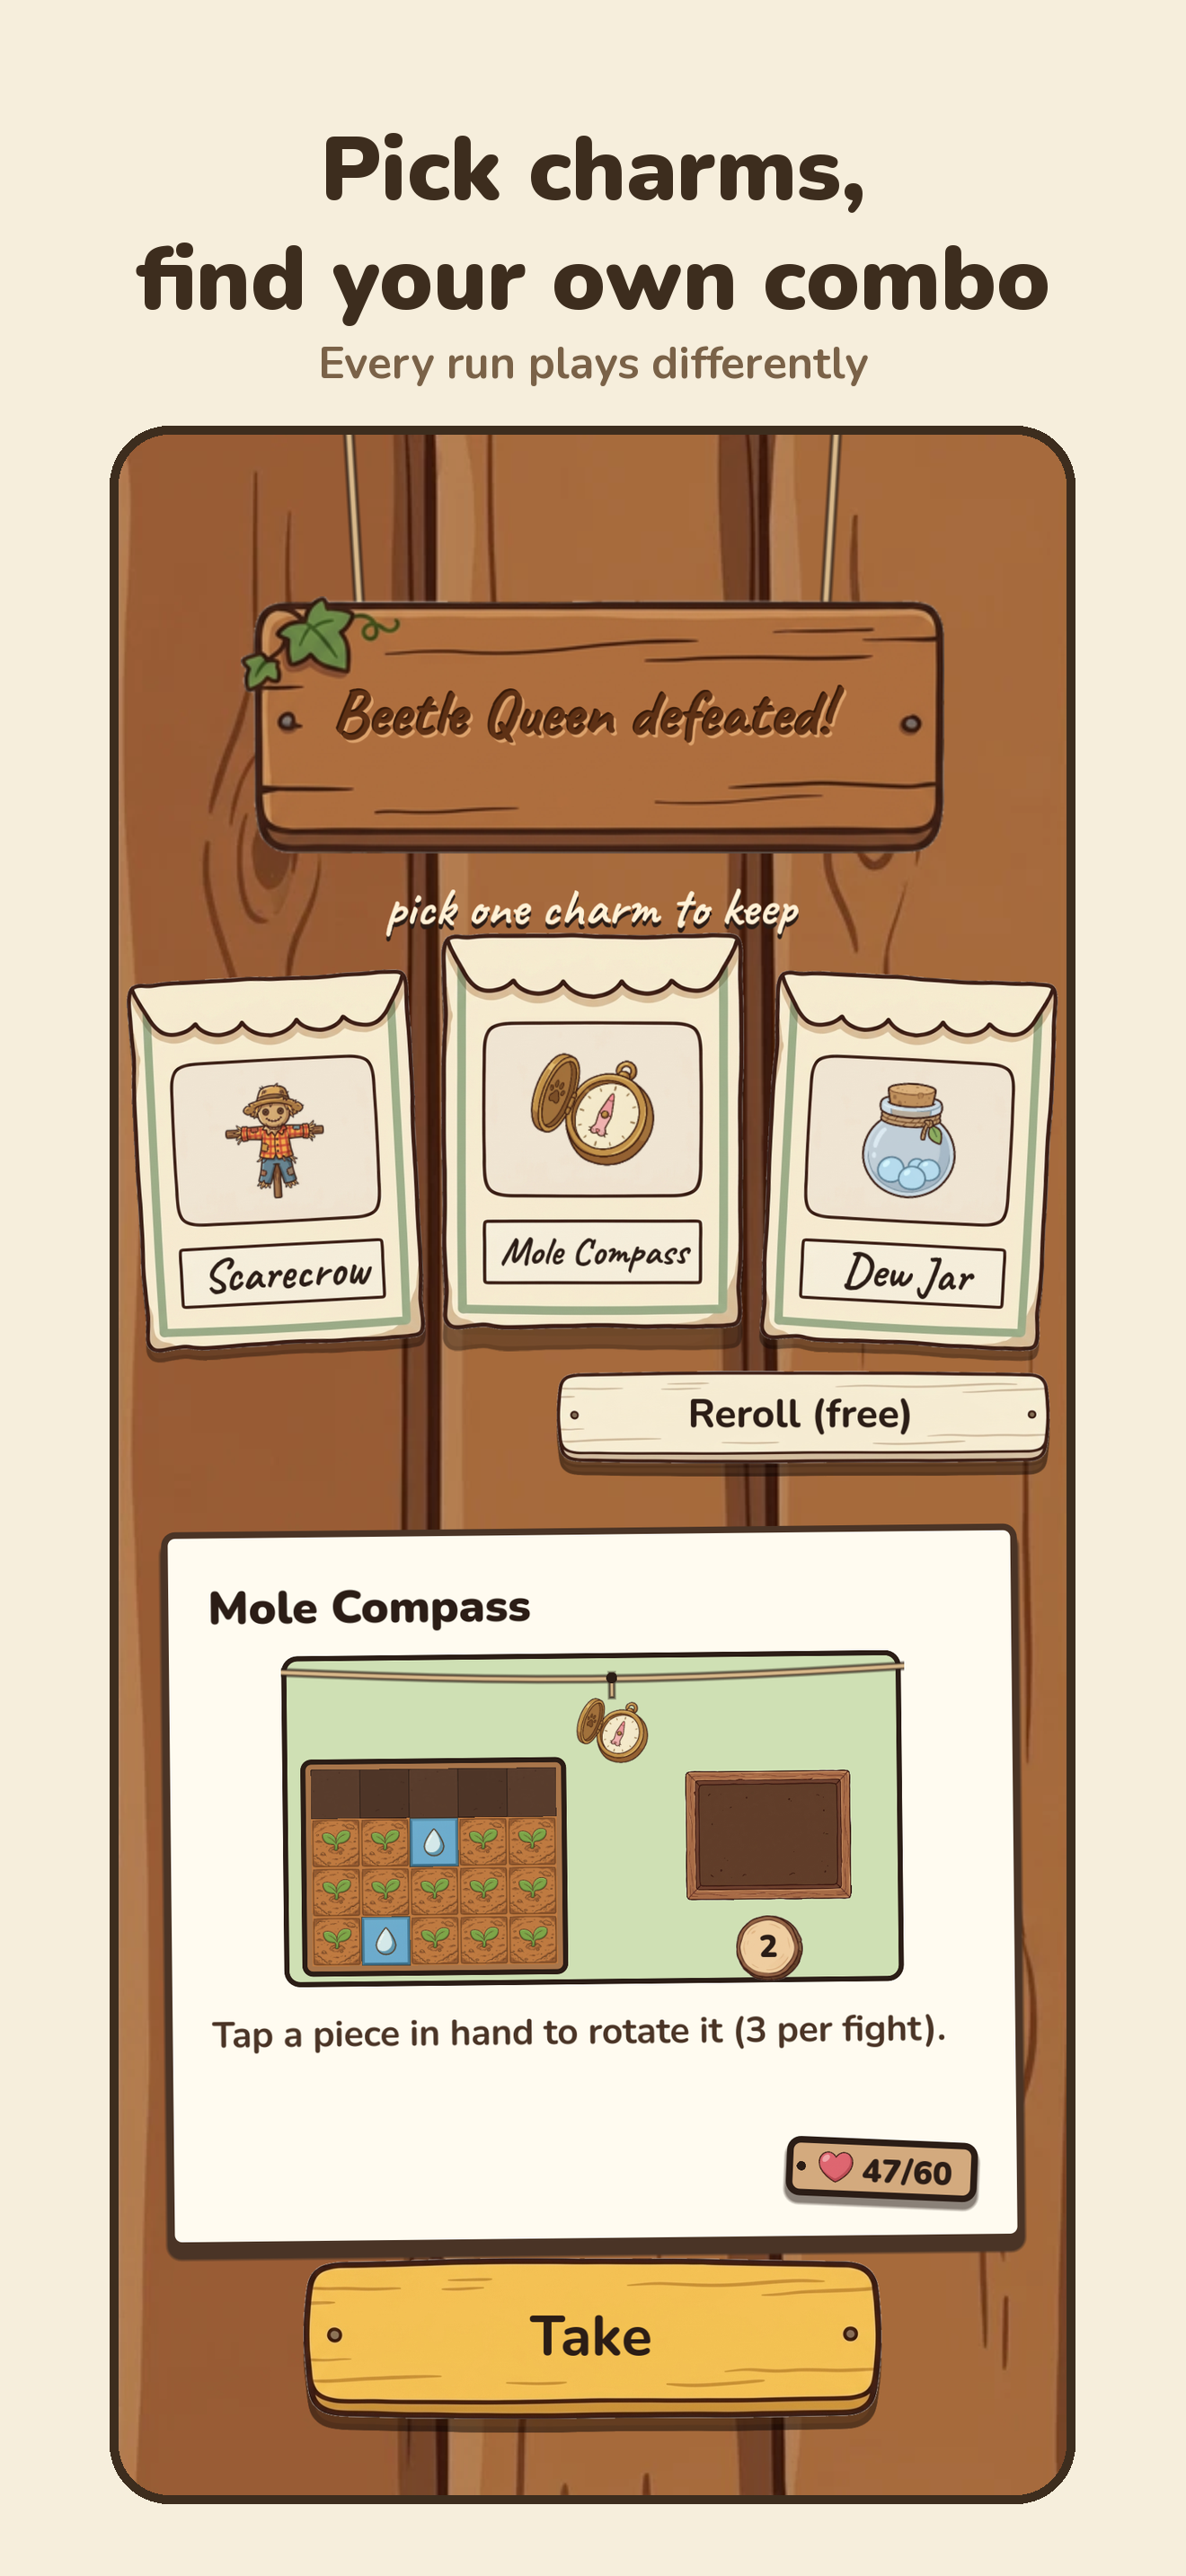 Pick charms,
find your own combo
Every run plays differently
Beetle Queen defeated!
pick one charm to keep
Scarecrow
Mole Compass
Dew Jar
Reroll (free)
Mole Compass
2
Tap a piece in hand to rotate it (3 per fight).
47/60
Take